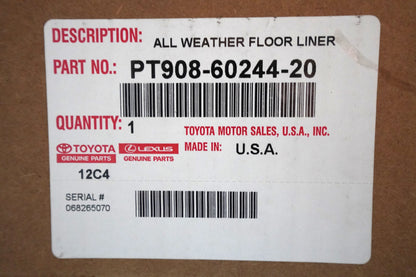 DESCRIPTION: ALL WEATHER FLOOR LINER
PART NO.: PT908-60244-20
QUANTITY: 1 TOYOTA MOTOR SALES, U.S.A., INC.
TOYOTA LEXUS MADE IN: U.S.A.
GENUINE PARTS GENUINE PARTS
12C4
SERIAL #
068265070